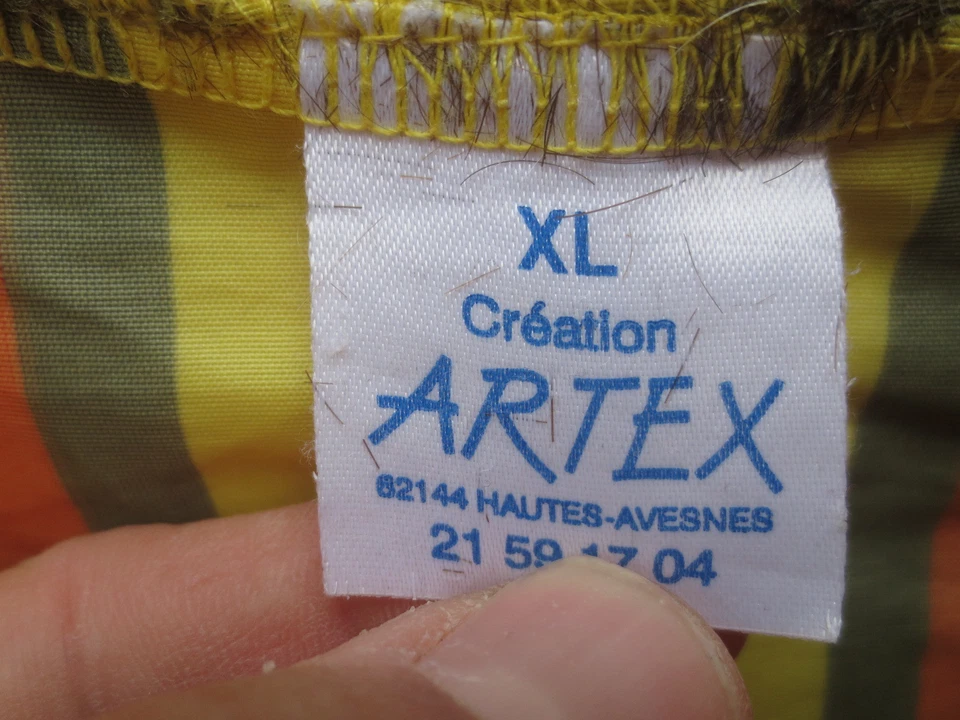 XL
Création
ARTEX
62144 HAUTES-AVESNES
21 59 17 04